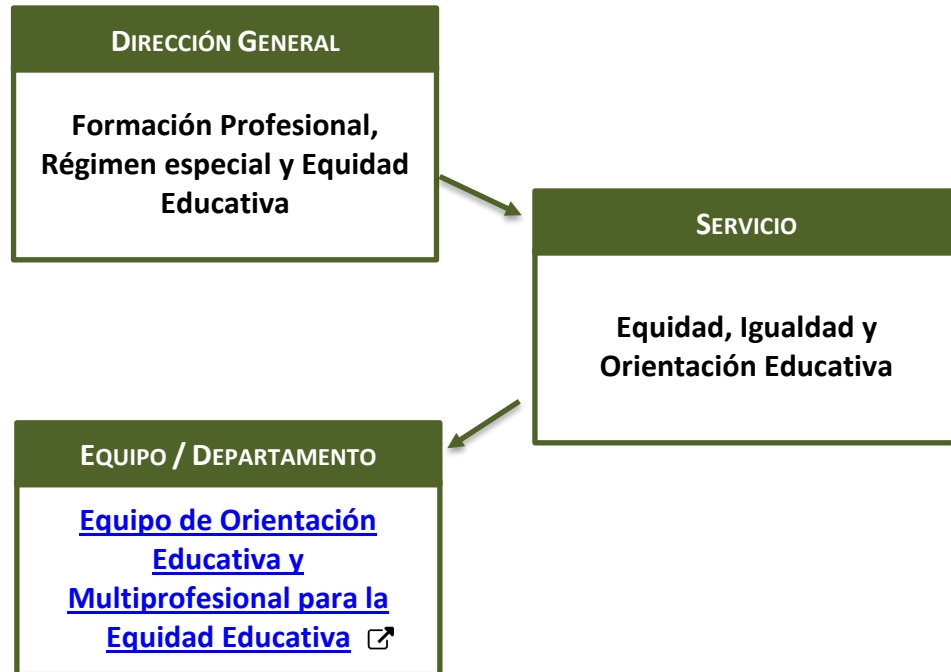 DIRECCIÓN GENERAL
Formación Profesional,
Régimen especial y Equidad
Educativa
SERVICIO
Equidad, Igualdad y
Orientación Educativa
EQUIPO / DEPARTAMENTO
Equipo de Orientación
Educativa y
Multiprofesional para la
Equidad Educativa